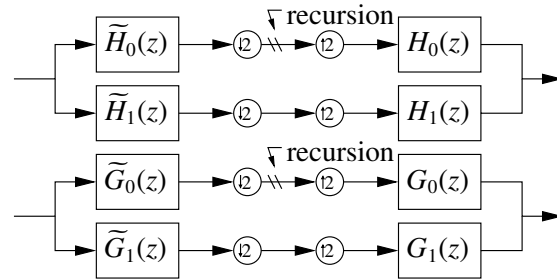 recursion
H̃₀(z) ↓2 ↑2 H₀(z)
H̃₁(z) ↓2 ↑2 H₁(z)
recursion
G̃₀(z) ↓2 ↑2 G₀(z)
G̃₁(z) ↓2 ↑2 G₁(z)